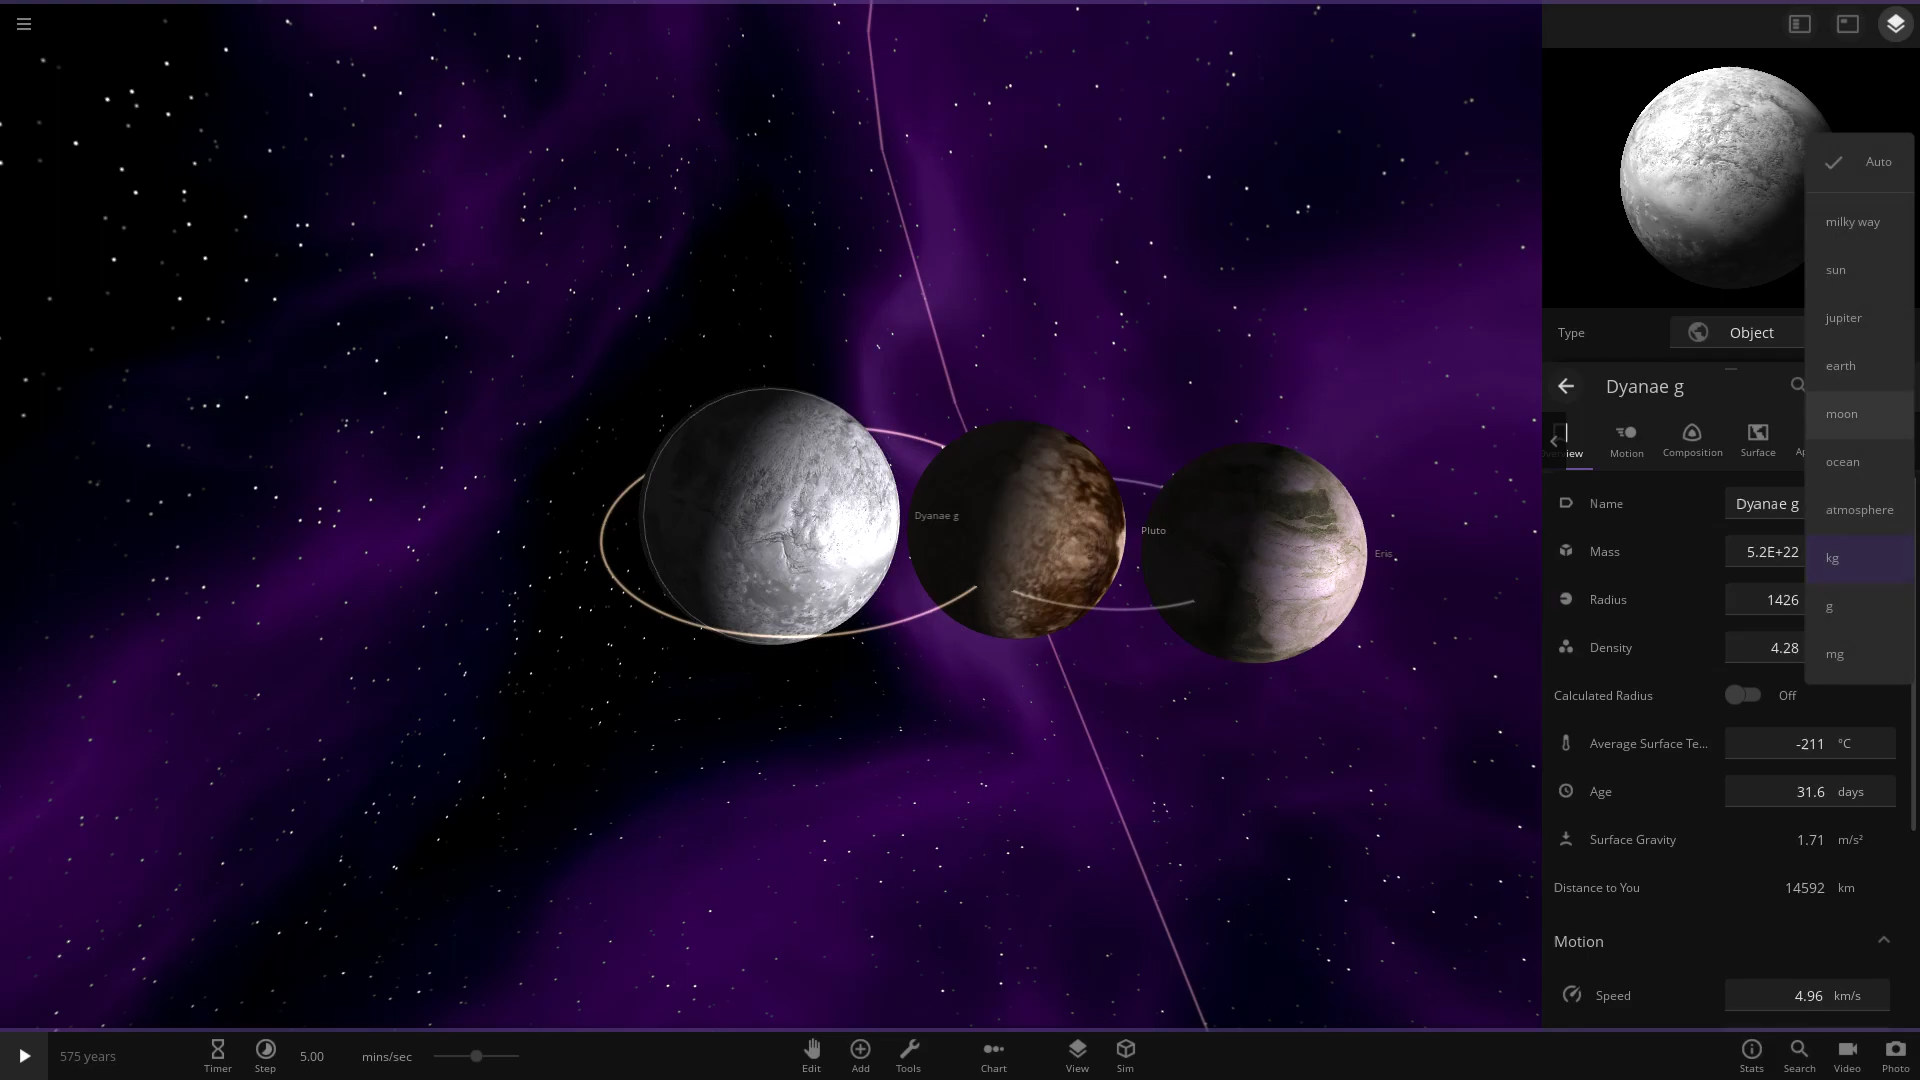 Auto
milky way
sun
jupiter
Type
Object
earth
Dyanae g
moon
Motion
Composition
Surface
ocean
Name
Dyanae g
atmosphere
Dyanae g
Pluto
Eris
Mass
5.2E+22
kg
Radius
1426
g
Density
4.28
mg
Calculated Radius
Off
Average Surface Te...
-211 °C
Age
31.6 days
Surface Gravity
1.71 m/s²
Distance to You
14592 km
Motion
Speed
4.96 km/s
575 years
Timer
Step
5.00 mins/sec
Edit
Add
Tools
Chart
View
Sim
Stats
Search
Video
Photo